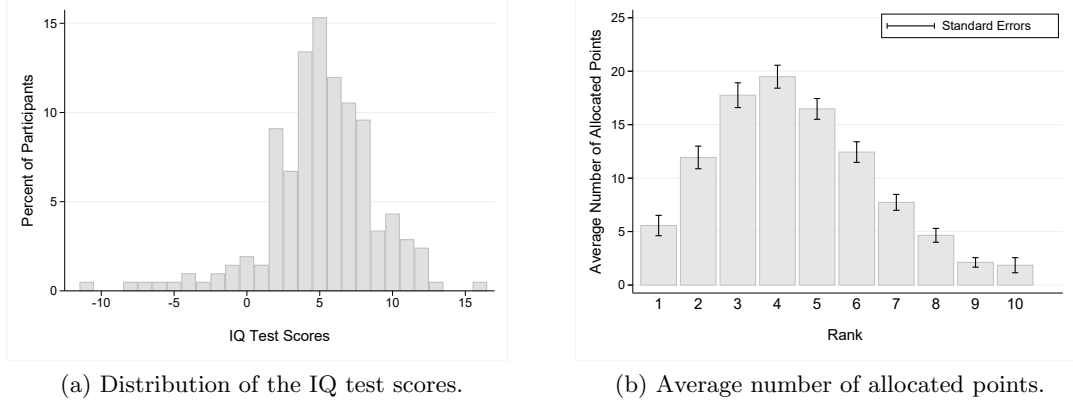 Percent of Participants
15
10
5
0
-10 -5 0 5 10 15
IQ Test Scores
(a) Distribution of the IQ test scores.
Average Number of Allocated Points
25
20
15
10
5
0
Standard Errors
1 2 3 4 5 6 7 8 9 10
Rank
(b) Average number of allocated points.